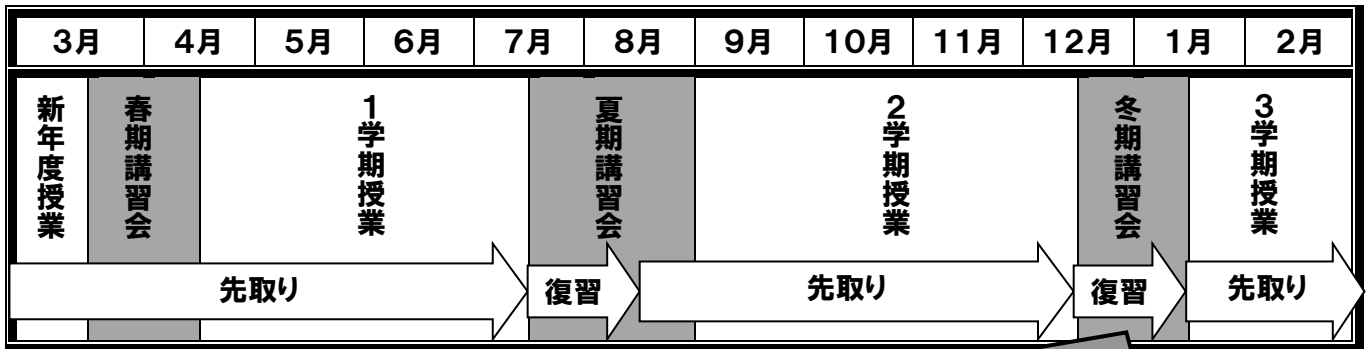 3月 4月 5月 6月 7月 8月 9月 10月 11月 12月 1月 2月
新年度授業
春期講習会
1学期授業
夏期講習会
2学期授業
冬期講習会
3学期授業
先取り 復習 先取り 復習 先取り